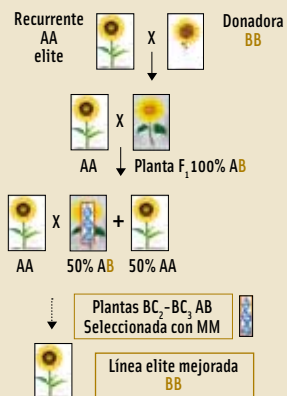 Recurrente
AA
elite
X
Donadora
BB
X
AA
Planta F₁ 100% AB
X
+
AA
50% AB
50% AA
Plantas BC₂-BC₃ AB
Seleccionada con MM
Línea elite mejorada
BB